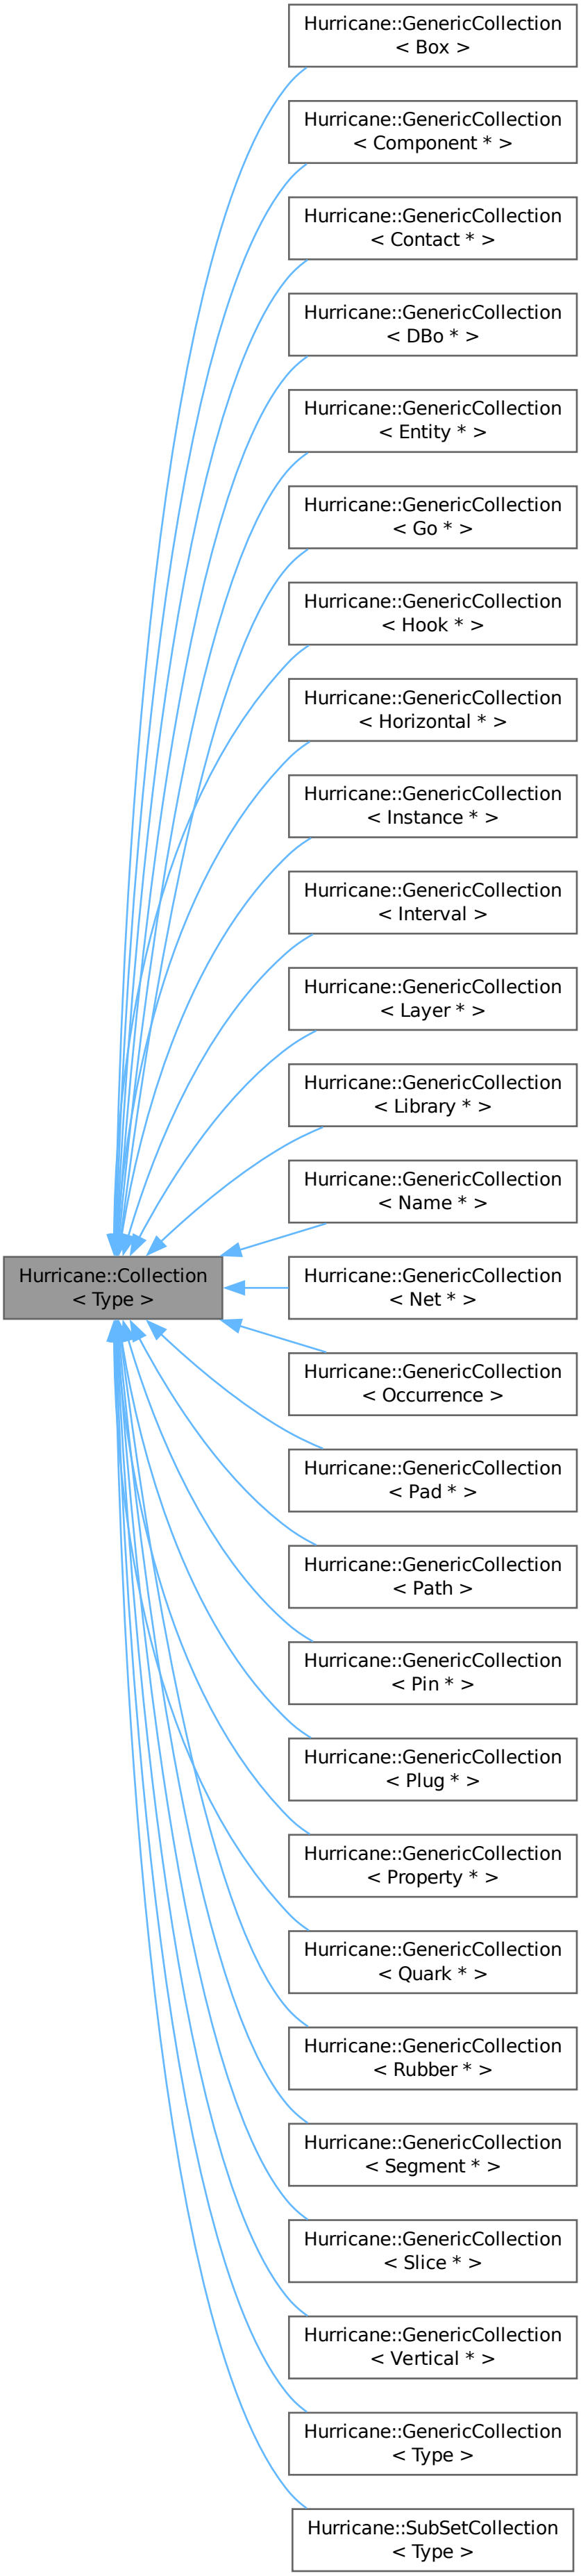 Hurricane::GenericCollection
< Box >
Hurricane::GenericCollection
< Component * >
Hurricane::GenericCollection
< Contact * >
Hurricane::GenericCollection
< DBo * >
Hurricane::GenericCollection
< Entity * >
Hurricane::GenericCollection
< Go * >
Hurricane::GenericCollection
< Hook * >
Hurricane::GenericCollection
< Horizontal * >
Hurricane::GenericCollection
< Instance * >
Hurricane::GenericCollection
< Interval >
Hurricane::GenericCollection
< Layer * >
Hurricane::GenericCollection
< Library * >
Hurricane::GenericCollection
< Name * >
Hurricane::Collection
< Type >
Hurricane::GenericCollection
< Net * >
Hurricane::GenericCollection
< Occurrence >
Hurricane::GenericCollection
< Pad * >
Hurricane::GenericCollection
< Path >
Hurricane::GenericCollection
< Pin * >
Hurricane::GenericCollection
< Plug * >
Hurricane::GenericCollection
< Property * >
Hurricane::GenericCollection
< Quark * >
Hurricane::GenericCollection
< Rubber * >
Hurricane::GenericCollection
< Segment * >
Hurricane::GenericCollection
< Slice * >
Hurricane::GenericCollection
< Vertical * >
Hurricane::GenericCollection
< Type >
Hurricane::SubSetCollection
< Type >